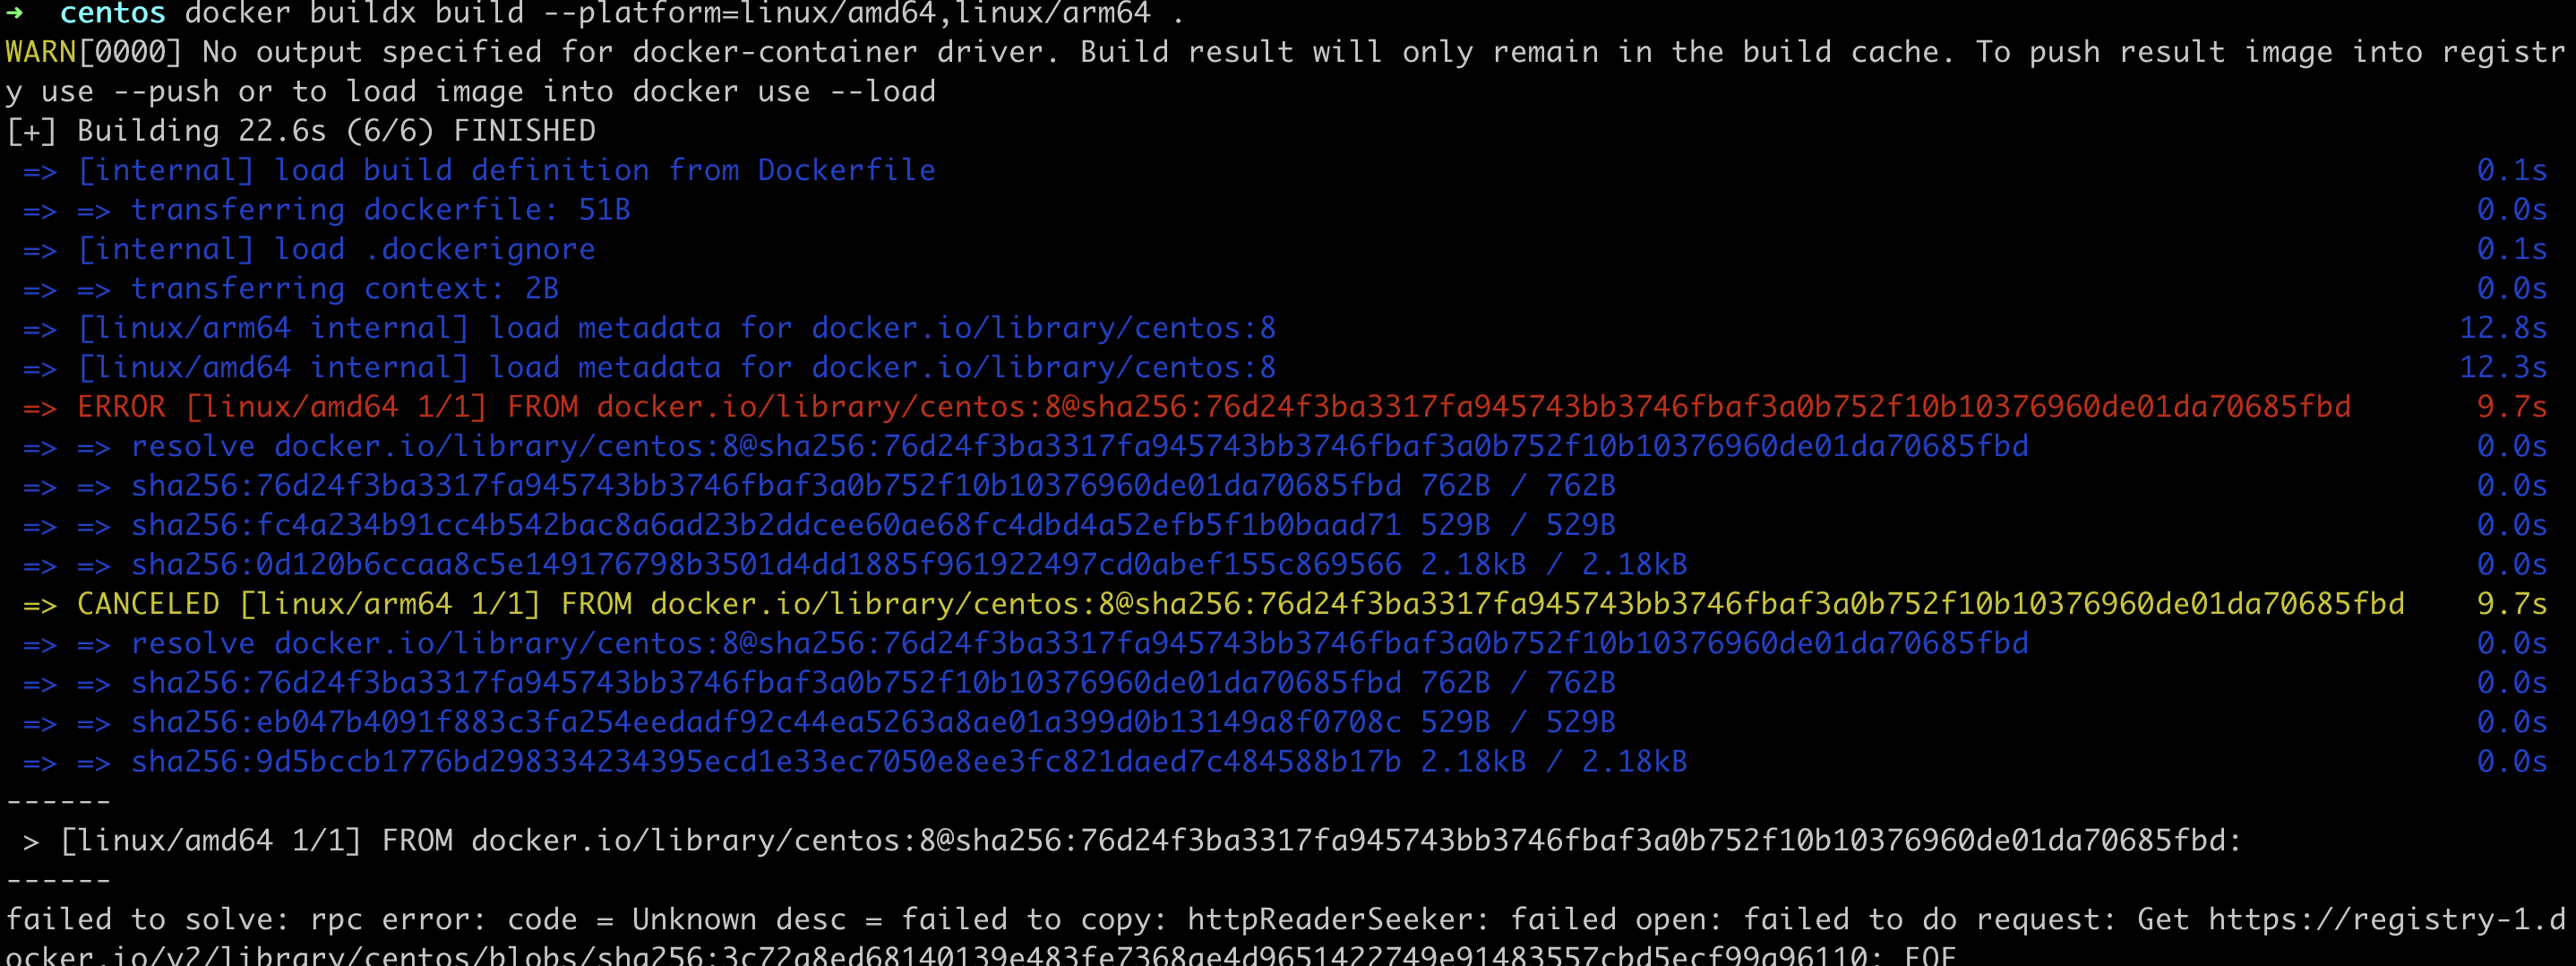 ➜  centos docker buildx build --platform=linux/amd64,linux/arm64 .
WARN[0000] No output specified for docker-container driver. Build result will only remain in the build cache. To push result image into registr
y use --push or to load image into docker use --load
[+] Building 22.6s (6/6) FINISHED
=> [internal] load build definition from Dockerfile 0.1s
=> => transferring dockerfile: 51B 0.0s
=> [internal] load .dockerignore 0.1s
=> => transferring context: 2B 0.0s
=> [linux/arm64 internal] load metadata for docker.io/library/centos:8 12.8s
=> [linux/amd64 internal] load metadata for docker.io/library/centos:8 12.3s
=> ERROR [linux/amd64 1/1] FROM docker.io/library/centos:8@sha256:76d24f3ba3317fa945743bb3746fbaf3a0b752f10b10376960de01da70685fbd 9.7s
=> => resolve docker.io/library/centos:8@sha256:76d24f3ba3317fa945743bb3746fbaf3a0b752f10b10376960de01da70685fbd 0.0s
=> => sha256:76d24f3ba3317fa945743bb3746fbaf3a0b752f10b10376960de01da70685fbd 762B / 762B 0.0s
=> => sha256:fc4a234b91cc4b542bac8a6ad23b2ddcee60ae68fc4dbd4a52efb5f1b0baad71 529B / 529B 0.0s
=> => sha256:0d120b6ccaa8c5e149176798b3501d4dd1885f961922497cd0abef155c869566 2.18kB / 2.18kB 0.0s
=> CANCELED [linux/arm64 1/1] FROM docker.io/library/centos:8@sha256:76d24f3ba3317fa945743bb3746fbaf3a0b752f10b10376960de01da70685fbd 9.7s
=> => resolve docker.io/library/centos:8@sha256:76d24f3ba3317fa945743bb3746fbaf3a0b752f10b10376960de01da70685fbd 0.0s
=> => sha256:76d24f3ba3317fa945743bb3746fbaf3a0b752f10b10376960de01da70685fbd 762B / 762B 0.0s
=> => sha256:eb047b4091f883c3fa254eedadf92c44ea5263a8ae01a399d0b13149a8f0708c 529B / 529B 0.0s
=> => sha256:9d5bccb1776bd298334234395ecd1e33ec7050e8ee3fc821daed7c484588b17b 2.18kB / 2.18kB 0.0s
------
> [linux/amd64 1/1] FROM docker.io/library/centos:8@sha256:76d24f3ba3317fa945743bb3746fbaf3a0b752f10b10376960de01da70685fbd:
------
failed to solve: rpc error: code = Unknown desc = failed to copy: httpReaderSeeker: failed open: failed to do request: Get https://registry-1.d
ocker.io/v2/library/centos/blobs/sha256:3c72a8ed68140139e483fe7368ae4d9651422749e91483557cbd5ecf99a96110: EOF